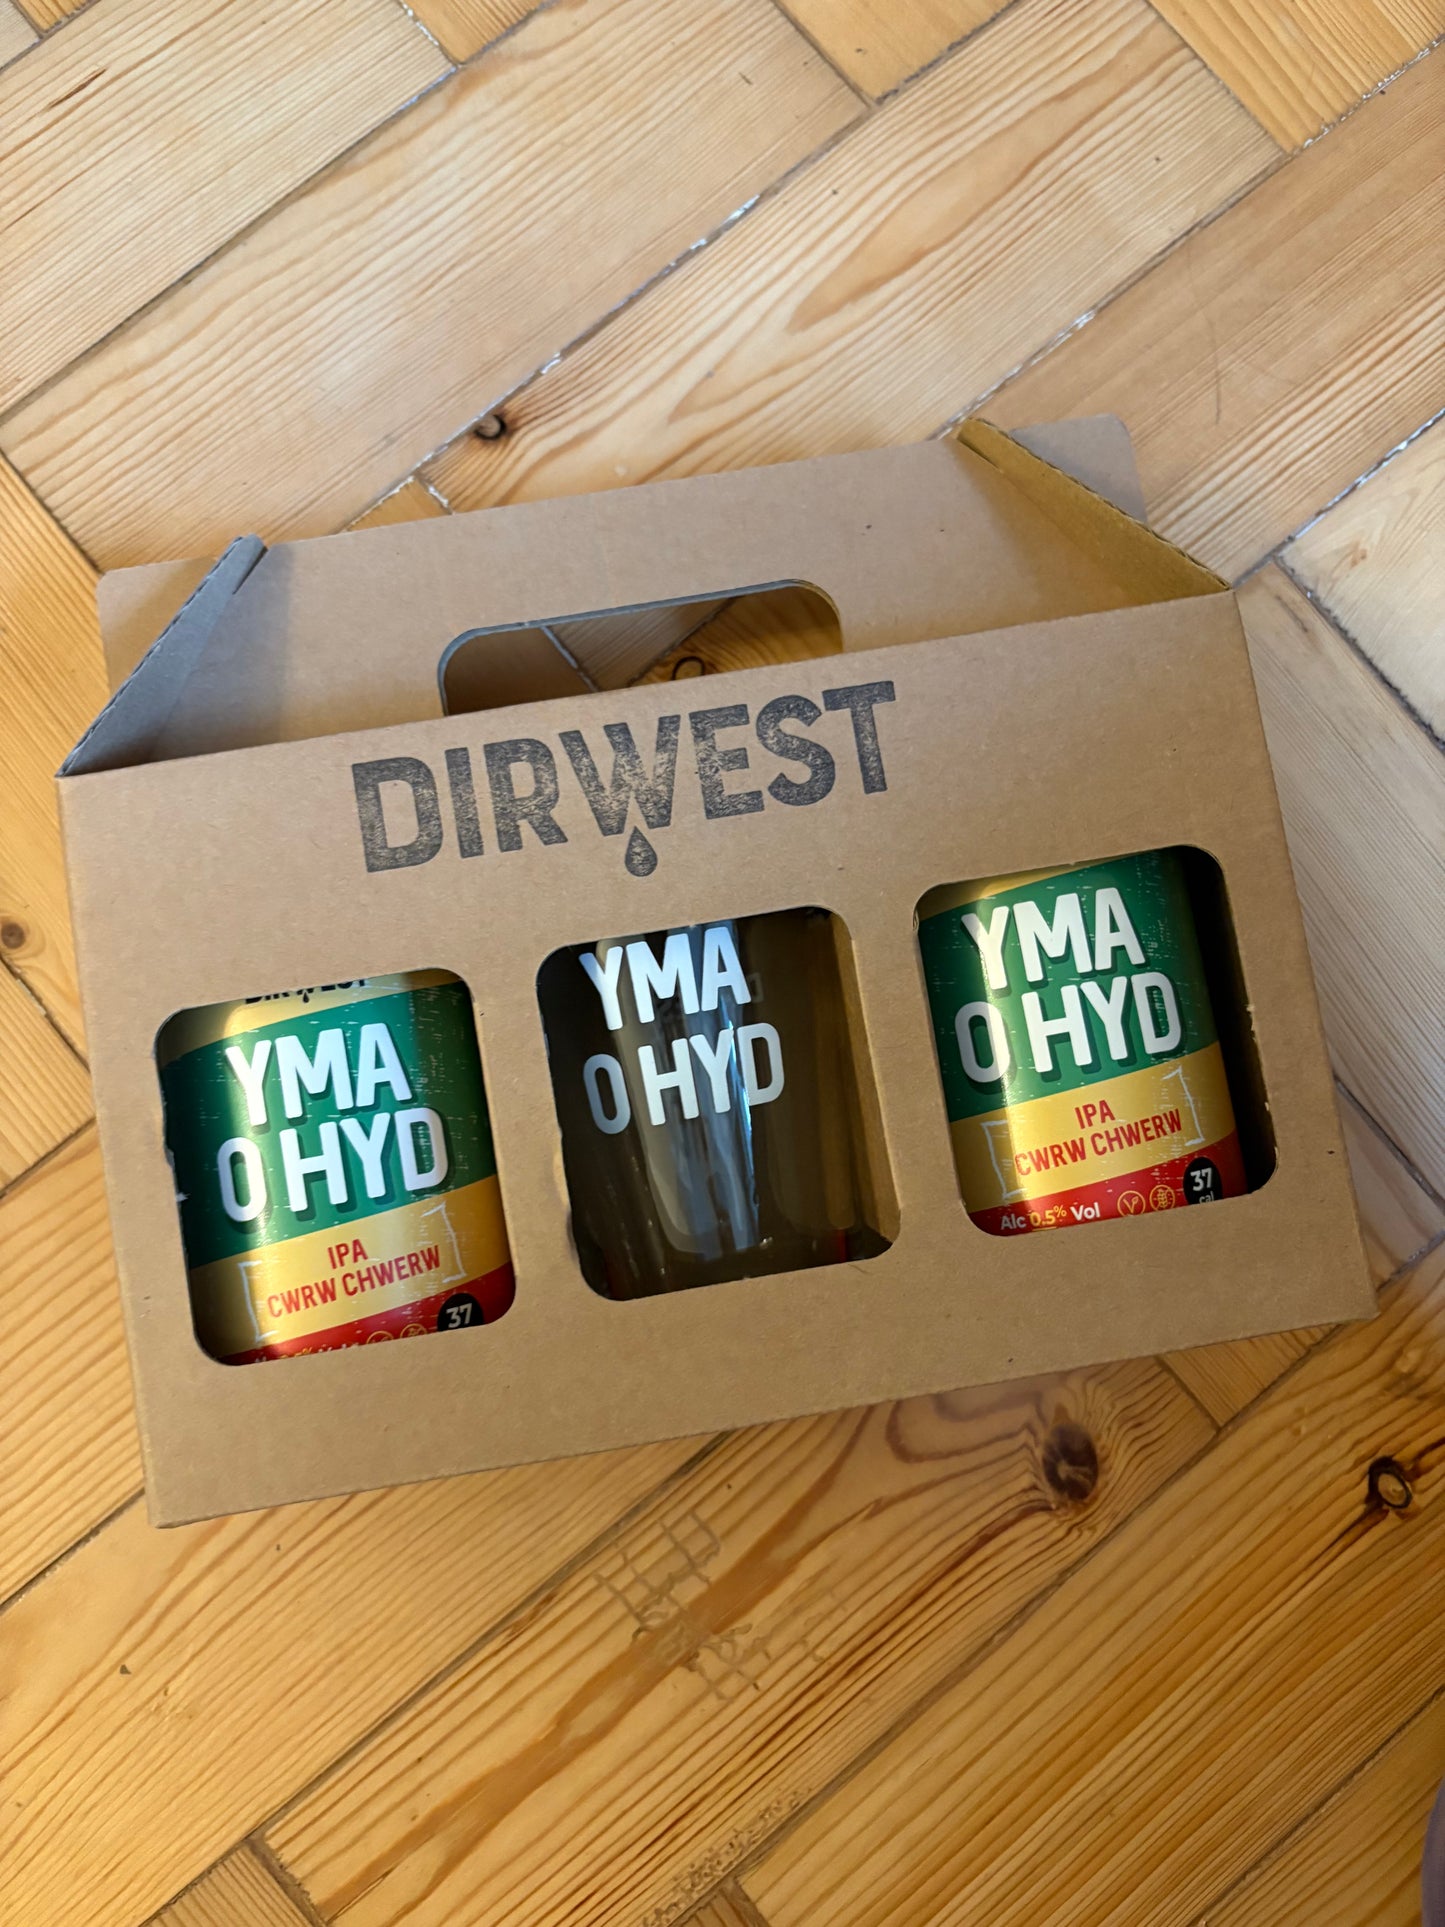 DIRWEST
DIRWEST
YMA
O HYD
IPA
CWRW CHWERW
37
YMA
O HYD
YMA
O HYD
IPA
CWRW CHWERW
Alc 0.5% Vol
37
cal